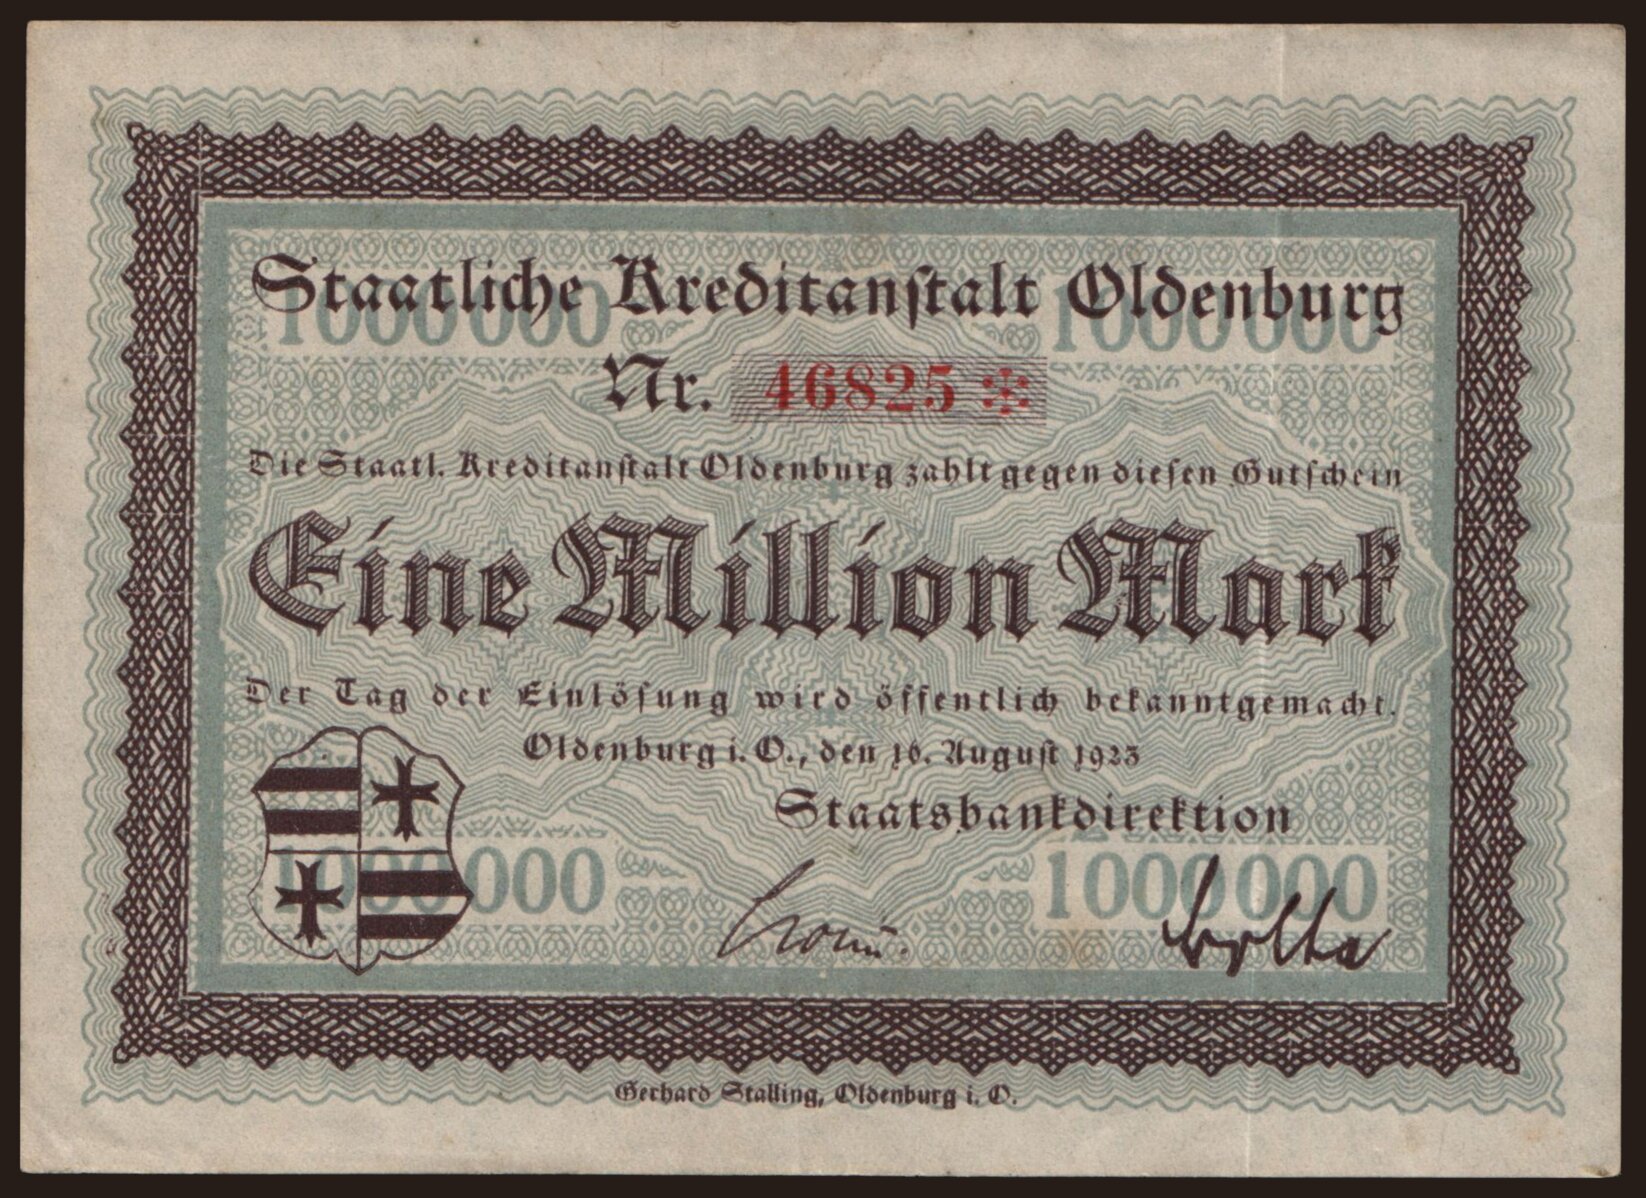 Staatliche Kreditanstalt Oldenburg
1000000 1000000
Nr. 46825 *
Die Staatl. Kreditanstalt Oldenburg zahlt gegen diesen Gutschein
Eine Million Mark
Der Tag der Einlösung wird öffentlich bekanntgemacht.
Oldenburg i. O., den 10. August 1923
Staatsbankdirektion
1000000 1000000
Gerhard Stalling, Oldenburg i. O.